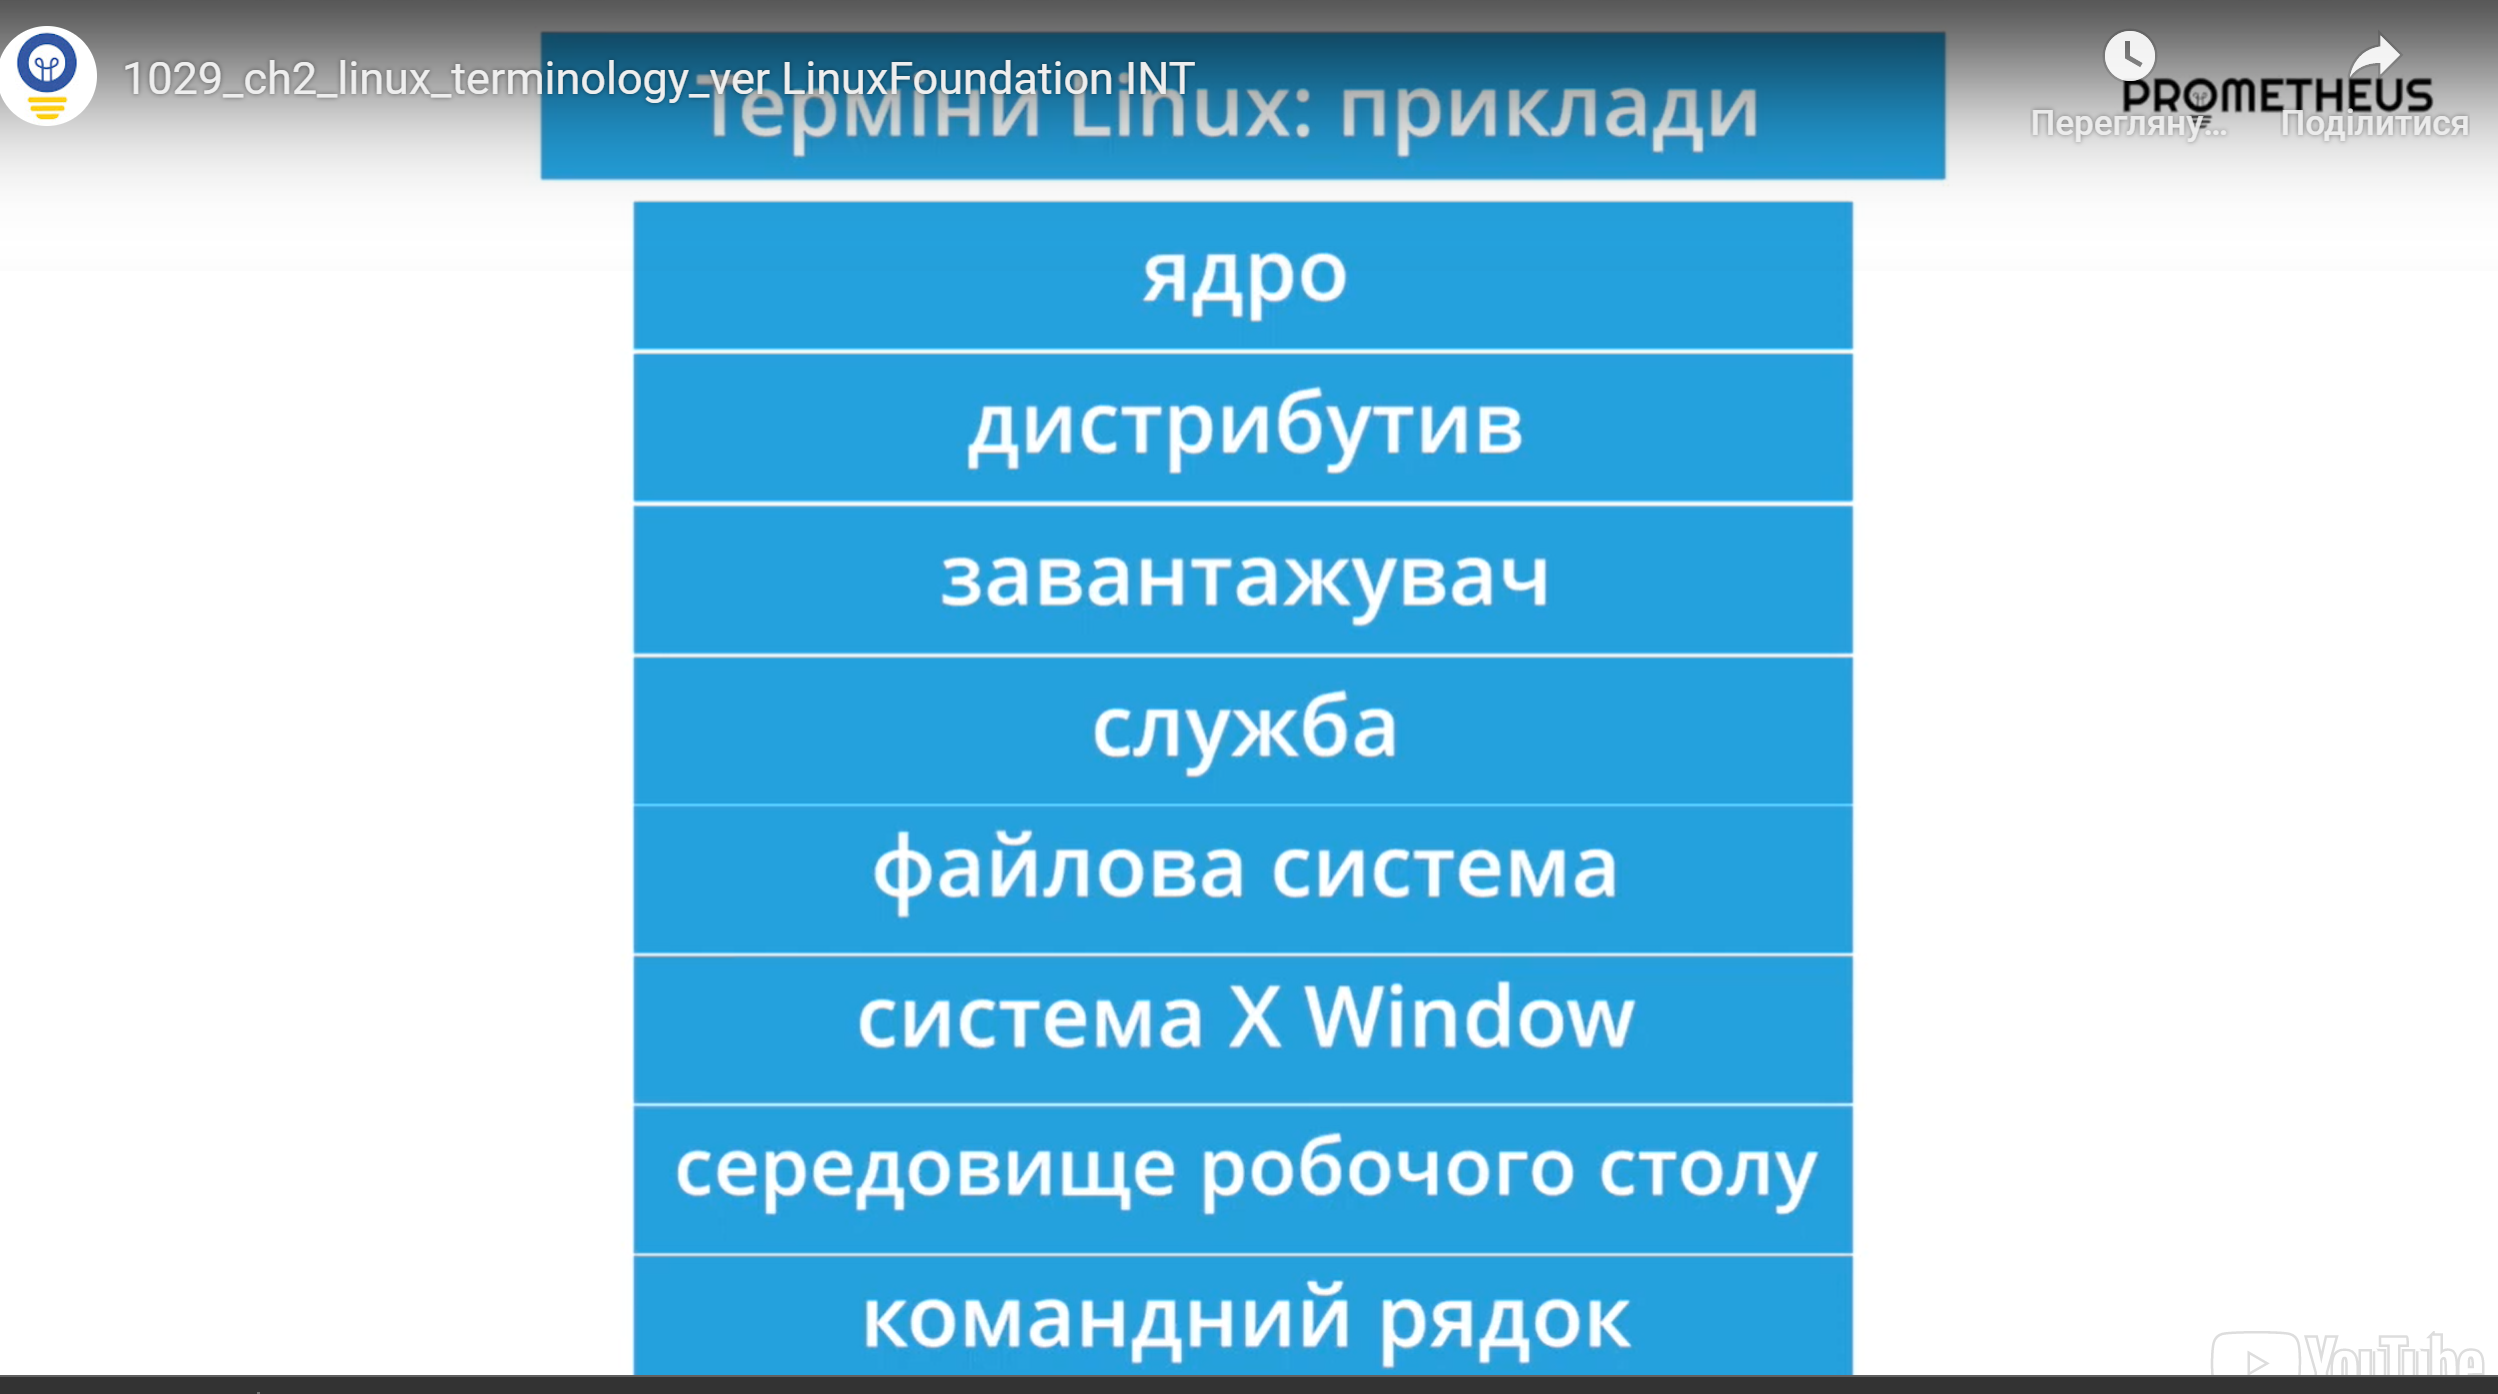 1029_ch2_linux_terminology_ver LinuxFoundation INT
Терміни Linux: приклади
PROMETHEUS
Перегляну...
Поділитися
ядро
дистрибутив
завантажувач
служба
файлова система
система X Window
середовище робочого столу
командний рядок
YouTube